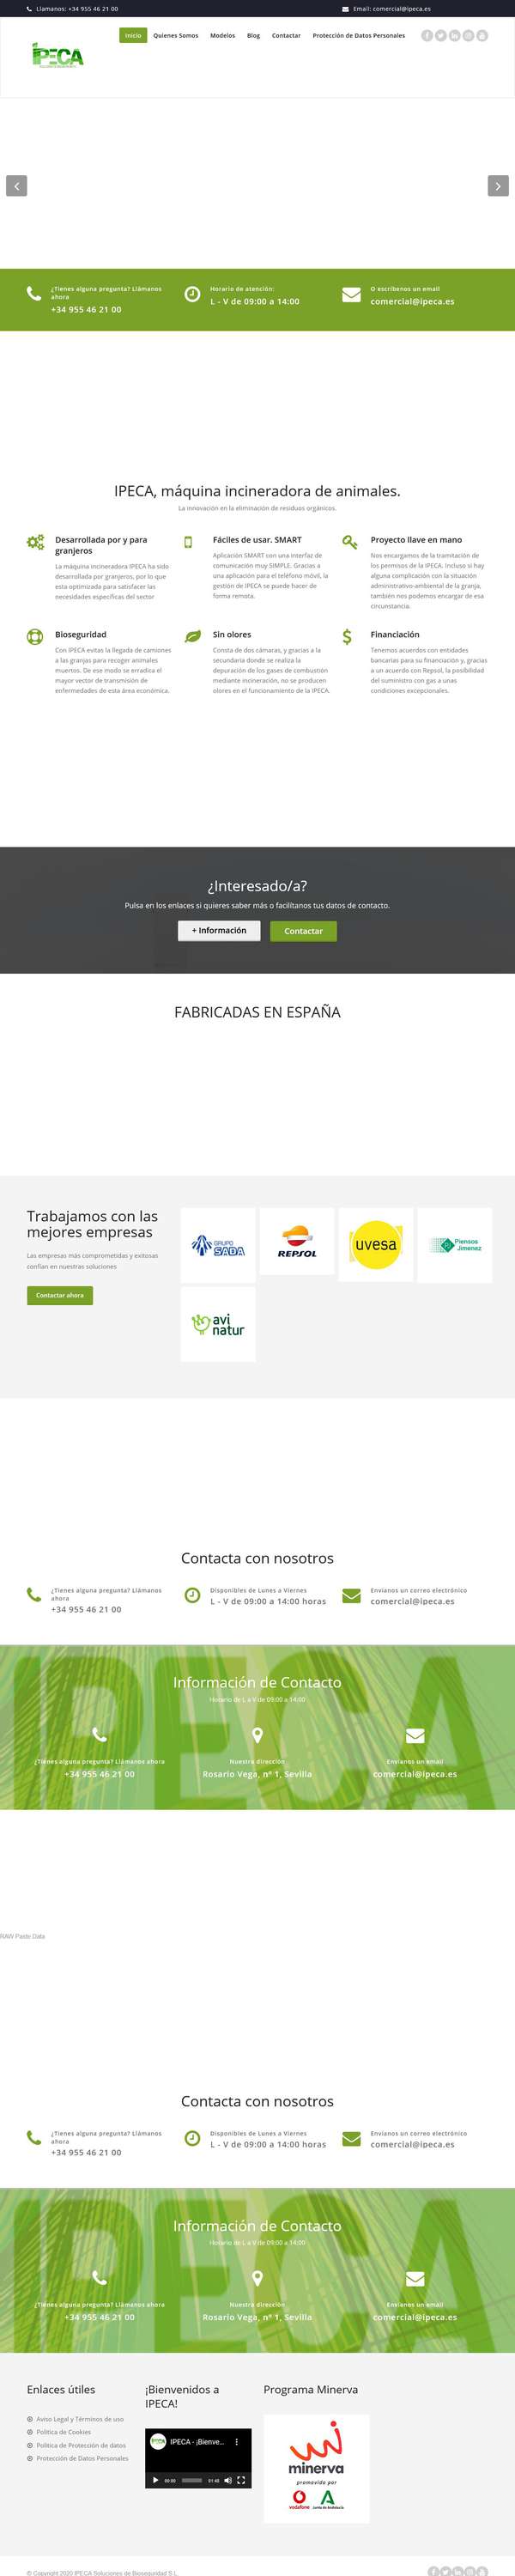 Llamanos: +34 955 46 21 00
Email: comercial@ipeca.es
IPECA
Inicio
Quienes Somos
Modelos
Blog
Contactar
Protección de Datos Personales
¿Tienes alguna pregunta? Llámanos
ahora
+34 955 46 21 00
Horario de atención:
L - V de 09:00 a 14:00
O escríbenos un email
comercial@ipeca.es
IPECA, máquina incineradora de animales.
La innovación en la eliminación de residuos orgánicos.
Desarrollada por y para
granjeros
La máquina incineradora IPECA ha sido
desarrollada por granjeros, por lo que
esta optimizada para satisfacer las
necesidades específicas del sector
Fáciles de usar. SMART
Aplicación SMART con una interfaz de
comunicación muy SIMPLE. Gracias a
una aplicación para el teléfono móvil, la
gestión de IPECA se puede hacer de
forma remota.
Proyecto llave en mano
Nos encargamos de la tramitación de
los permisos de la IPECA. Incluso si hay
alguna complicación con la situación
administrativo-ambiental de la granja,
también nos podemos encargar de esa
circunstancia.
Bioseguridad
Con IPECA evitas la llegada de camiones
a las granjas para recoger animales
muertos. De ese modo se erradica el
mayor vector de transmisión de
enfermedades de esta área económica.
Sin olores
Consta de dos cámaras, y gracias a la
secundaria donde se realiza la
depuración de los gases de combustión
mediante incineración, no se producen
olores en el funcionamiento de la IPECA.
Financiación
Tenemos acuerdos con entidades
bancarias para su financiación y, gracias
a un acuerdo con Repsol, la posibilidad
del suministro con gas a unas
condiciones excepcionales.
¿Interesado/a?
Pulsa en los enlaces si quieres saber más o facilítanos tus datos de contacto.
+ Información
Contactar
FABRICADAS EN ESPAÑA
Trabajamos con las
mejores empresas
Las empresas más comprometidas y exitosas
confían en nuestras soluciones
Contactar ahora
GRUPO
SADA
REPSOL
uvesa
Piensos
Jimenez
avi
natur
Contacta con nosotros
¿Tienes alguna pregunta? Llámanos
ahora
+34 955 46 21 00
Disponibles de Lunes a Viernes
L - V de 09:00 a 14:00 horas
Envíanos un correo electrónico
comercial@ipeca.es
IPECA
Información de Contacto
Horario de L a V de 09:00 a 14:00
¿Tienes alguna pregunta? Llámanos ahora
+34 955 46 21 00
Nuestra dirección
Rosario Vega, nº 1, Sevilla
Envíanos un email
comercial@ipeca.es
RAW Paste Data
Contacta con nosotros
¿Tienes alguna pregunta? Llámanos
ahora
+34 955 46 21 00
Disponibles de Lunes a Viernes
L - V de 09:00 a 14:00 horas
Envíanos un correo electrónico
comercial@ipeca.es
IPECA
Información de Contacto
Horario de L a V de 09:00 a 14:00
¿Tienes alguna pregunta? Llámanos ahora
+34 955 46 21 00
Nuestra dirección
Rosario Vega, nº 1, Sevilla
Envíanos un email
comercial@ipeca.es
Enlaces útiles
Aviso Legal y Términos de uso
Política de Cookies
Política de Protección de datos
Protección de Datos Personales
¡Bienvenidos a
IPECA!
IPECA - ¡Bienve...
00:00
01:45
Programa Minerva
minerva
promovido por
vodafone
Junta de Andalucía
© Copyright 2020 IPECA Soluciones de Bioseguridad S.L.